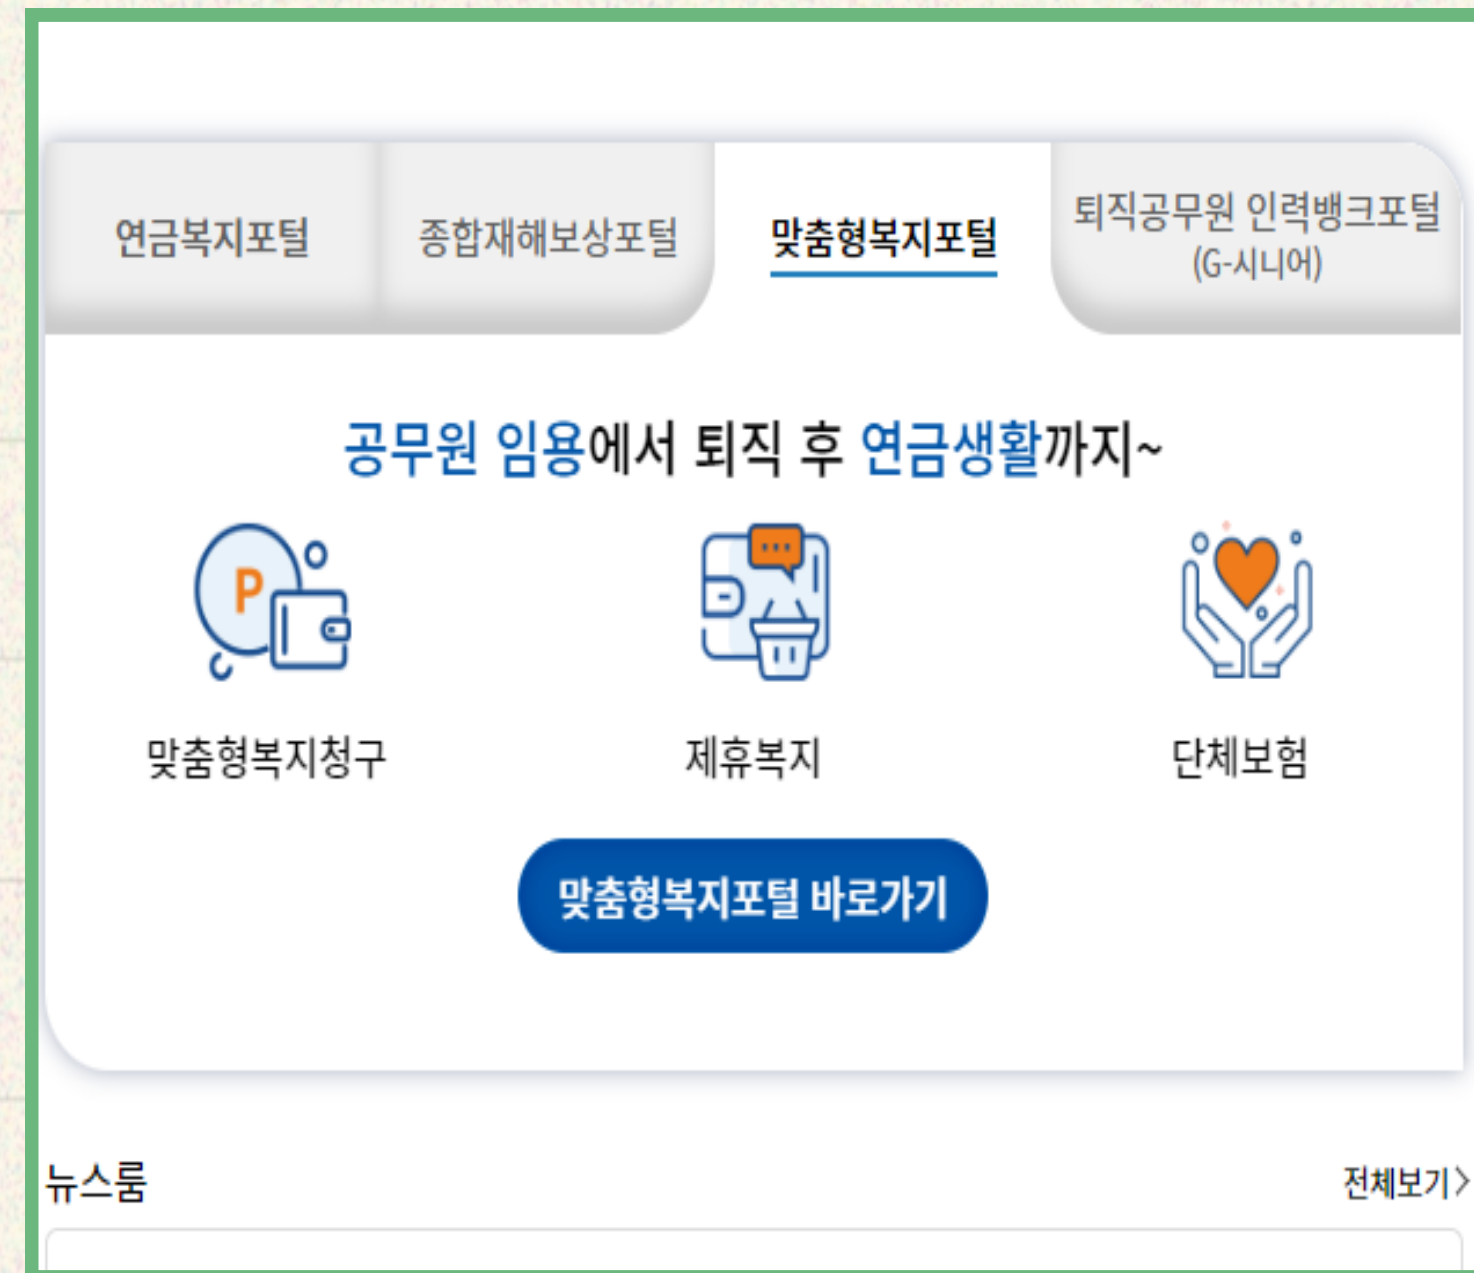 연금복지포털
종합재해보상포털
맞춤형복지포털
퇴직공무원 인력뱅크포털
(G-시니어)
공무원 임용에서 퇴직 후 연금생활까지~
P
맞춤형복지청구
제휴복지
단체보험
맞춤형복지포털 바로가기
뉴스룸
전체보기>